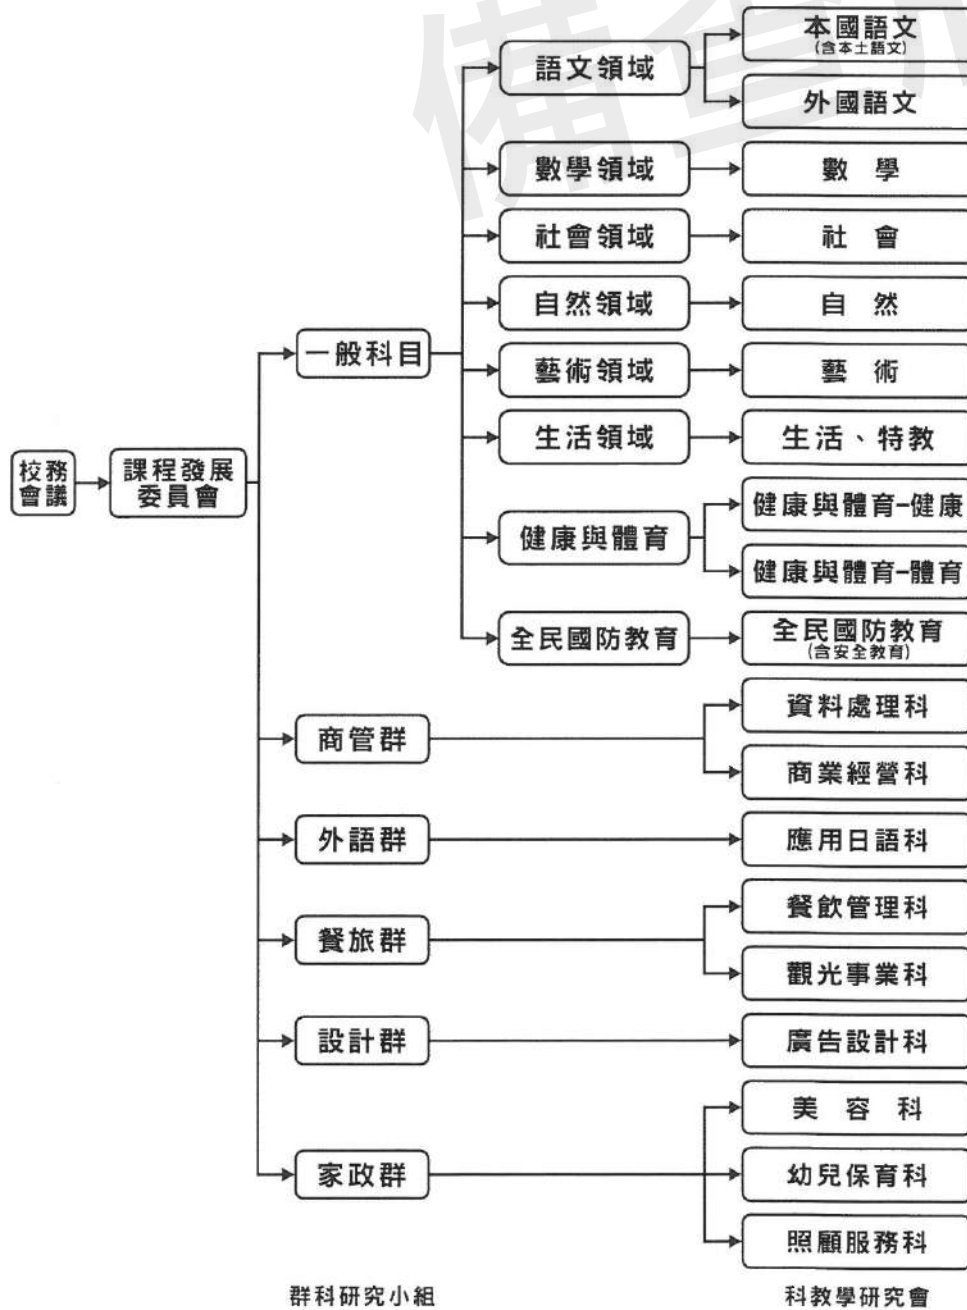 本國語文
(含本土語文)
語文領域
外國語文
數學領域
數學
社會領域
社會
自然領域
自然
一般科目
藝術領域
藝術
生活領域
生活、特教
校務
會議
課程發展
委員會
健康與體育
健康與體育-健康
健康與體育-體育
全民國防教育
全民國防教育
(含安全教育)
商管群
資料處理科
商業經營科
外語群
應用日語科
餐旅群
餐飲管理科
觀光事業科
設計群
廣告設計科
家政群
美容科
幼兒保育科
照顧服務科
群科研究小組
科教學研究會
備查